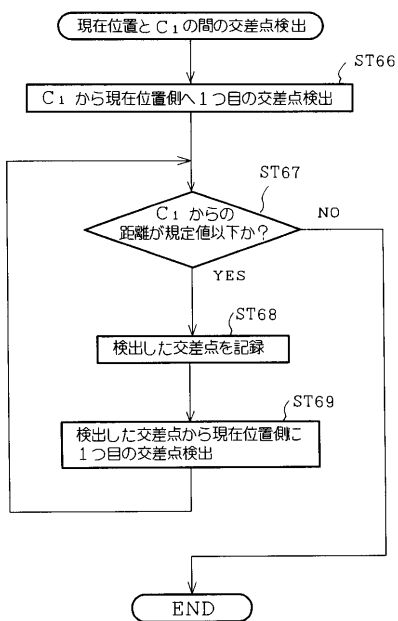 現在位置とC₁の間の交差点検出
ST66
C₁から現在位置側へ1つ目の交差点検出
ST67
C₁からの
距離が規定値以下か?
NO
YES
ST68
検出した交差点を記録
ST69
検出した交差点から現在位置側に
1つ目の交差点検出
END